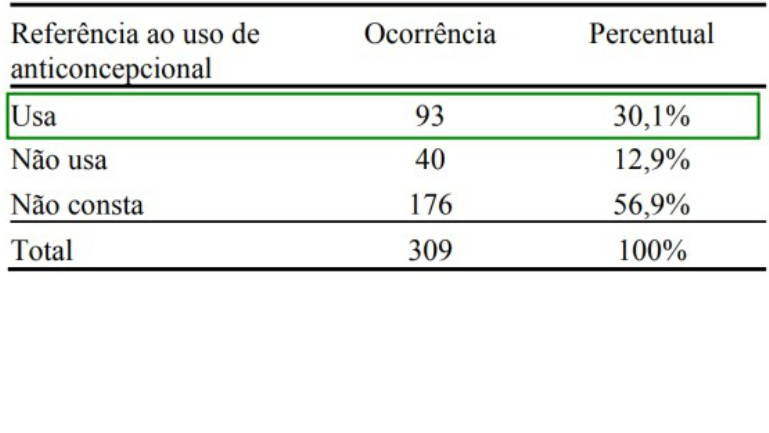 Referência ao uso de anticoncepcional Ocorrência Percentual
Usa 93 30,1%
Não usa 40 12,9%
Não consta 176 56,9%
Total 309 100%